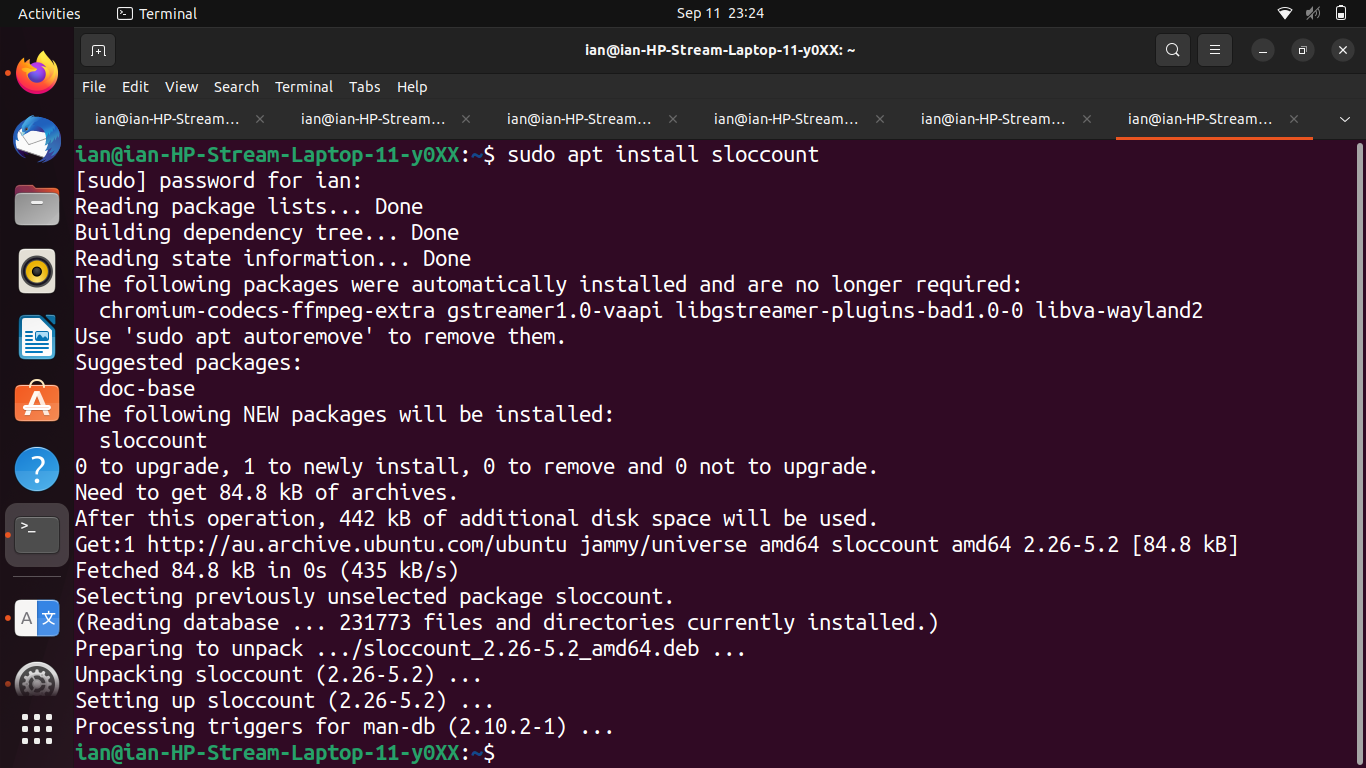 Activities
Terminal
Sep 11 23:24
ian@ian-HP-Stream-Laptop-11-y0XX: ~
File Edit View Search Terminal Tabs Help
ian@ian-HP-Stream... ian@ian-HP-Stream... ian@ian-HP-Stream... ian@ian-HP-Stream... ian@ian-HP-Stream... ian@ian-HP-Stream...
ian@ian-HP-Stream-Laptop-11-y0XX:~$ sudo apt install sloccount
[sudo] password for ian:
Reading package lists... Done
Building dependency tree... Done
Reading state information... Done
The following packages were automatically installed and are no longer required:
  chromium-codecs-ffmpeg-extra gstreamer1.0-vaapi libgstreamer-plugins-bad1.0-0 libva-wayland2
Use 'sudo apt autoremove' to remove them.
Suggested packages:
  doc-base
The following NEW packages will be installed:
  sloccount
0 to upgrade, 1 to newly install, 0 to remove and 0 not to upgrade.
Need to get 84.8 kB of archives.
After this operation, 442 kB of additional disk space will be used.
Get:1 http://au.archive.ubuntu.com/ubuntu jammy/universe amd64 sloccount amd64 2.26-5.2 [84.8 kB]
Fetched 84.8 kB in 0s (435 kB/s)
Selecting previously unselected package sloccount.
(Reading database ... 231773 files and directories currently installed.)
Preparing to unpack .../sloccount_2.26-5.2_amd64.deb ...
Unpacking sloccount (2.26-5.2) ...
Setting up sloccount (2.26-5.2) ...
Processing triggers for man-db (2.10.2-1) ...
ian@ian-HP-Stream-Laptop-11-y0XX:~$
A 文